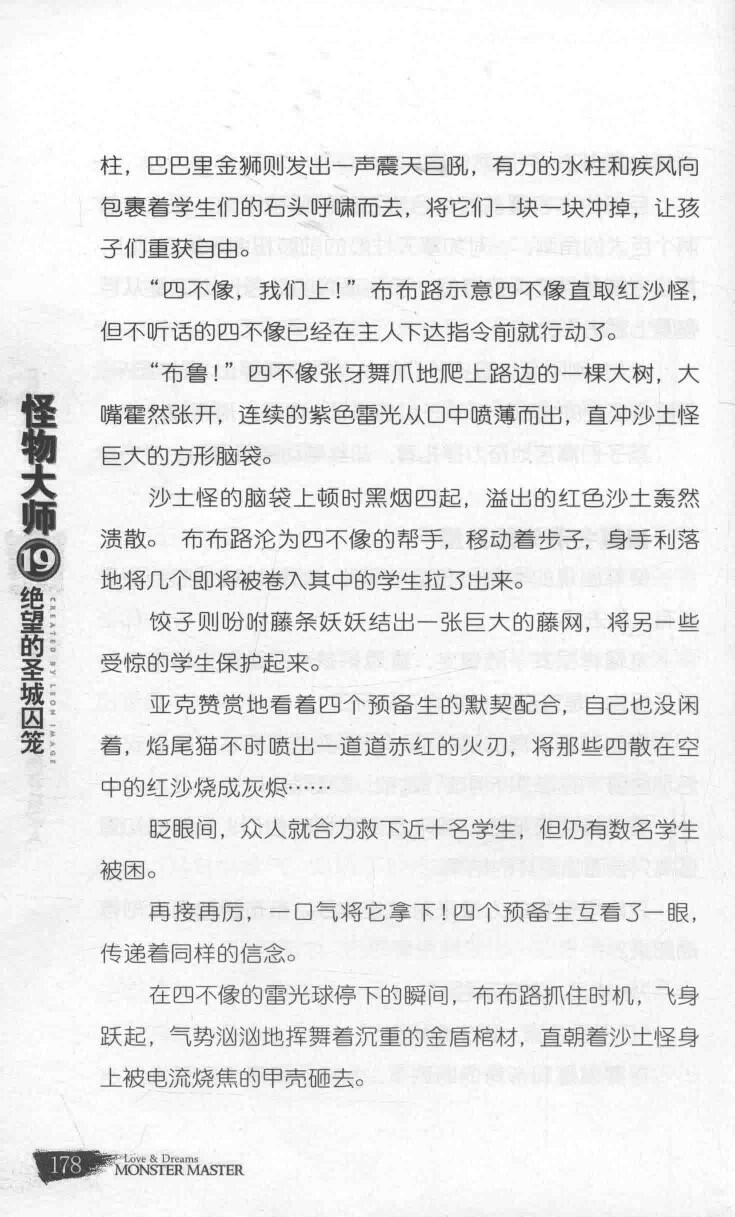 柱，巴巴里金狮则发出一声震天巨吼，有力的水柱和疾风向
包裹着学生们的石头呼啸而去，将它们一块一块冲掉，让孩
子们重获自由。
“四不像，我们上！”布布路示意四不像直取红沙怪，
但不听话的四不像已经在主人下达指令前就行动了。
“布鲁！”四不像张牙舞爪地爬上路边的一棵大树，大
嘴霍然张开，连续的紫色雷光从口中喷薄而出，直冲沙土怪
巨大的方形脑袋。
沙土怪的脑袋上顿时黑烟四起，溢出的红色沙土轰然
溃散。布布路沦为四不像的帮手，移动着步子，身手利落
地将几个即将被卷入其中的学生拉了出来。
饺子则吩咐藤条妖妖结出一张巨大的藤网，将另一些
受惊的学生保护起来。
亚克赞赏地看着四个预备生的默契配合，自己也没闲
着，焰尾猫不时喷出一道道赤红的火刃，将那些四散在空
中的红沙烧成灰烬……
眨眼间，众人就合力救下近十名学生，但仍有数名学生
被困。
再接再厉，一口气将它拿下！四个预备生互看了一眼，
传递着同样的信念。
在四不像的雷光球停下的瞬间，布布路抓住时机，飞身
跃起，气势汹汹地挥舞着沉重的金盾棺材，直朝着沙土怪身
上被电流烧焦的甲壳砸去。
怪物大师
19
绝望的圣城囚笼
CREATED BY LEON IMAGE
178
Love & Dreams
MONSTER MASTER